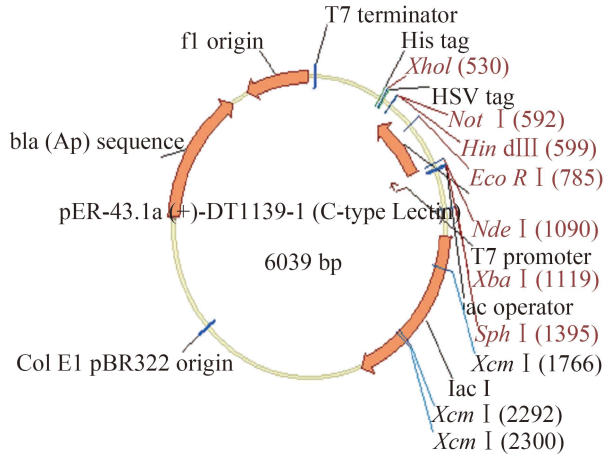 T7 terminator
f1 origin
His tag
XhoI (530)
HSV tag
bla (Ap) sequence
Not Ⅰ (592)
Hin dIII (599)
Eco R Ⅰ (785)
pER-43.1a (+)-DT1139-1 (C-type Lectin)
Nde Ⅰ (1090)
T7 promoter
6039 bp
Xba Ⅰ (1119)
lac operator
Sph Ⅰ (1395)
Col E1 pBR322 origin
Xcm Ⅰ (1766)
Iac I
Xcm Ⅰ (2292)
Xcm Ⅰ (2300)